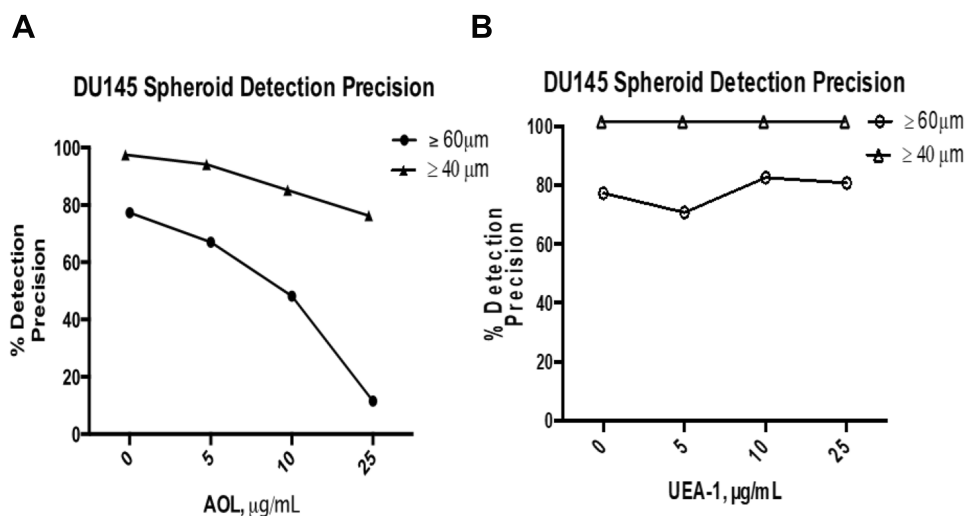 A
DU145 Spheroid Detection Precision
≥ 60μm
≥ 40 μm
100
80
60
40
20
0
% Detection
Precision
0
5
10
25
AOL, μg/mL
B
DU145 Spheroid Detection Precision
≥ 60μm
≥ 40 μm
100
80
60
40
20
0
% Detection
Precision
0
5
10
25
UEA-1, μg/mL